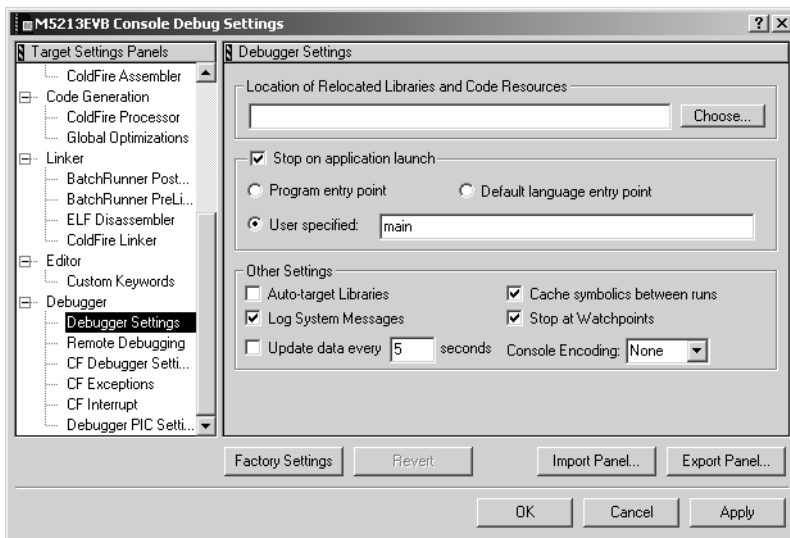 M5213EVB Console Debug Settings
Target Settings Panels
ColdFire Assembler
Code Generation
ColdFire Processor
Global Optimizations
Linker
BatchRunner Post...
BatchRunner PreLi...
ELF Disassembler
ColdFire Linker
Editor
Custom Keywords
Debugger
Debugger Settings
Remote Debugging
CF Debugger Setti...
CF Exceptions
CF Interrupt
Debugger PIC Setti...
Debugger Settings
Location of Relocated Libraries and Code Resources
Choose...
Stop on application launch
Program entry point
Default language entry point
User specified: main
Other Settings
Auto-target Libraries
Cache symbolics between runs
Log System Messages
Stop at Watchpoints
Update data every 5 seconds
Console Encoding: None
Factory Settings
Revert
Import Panel...
Export Panel...
OK
Cancel
Apply